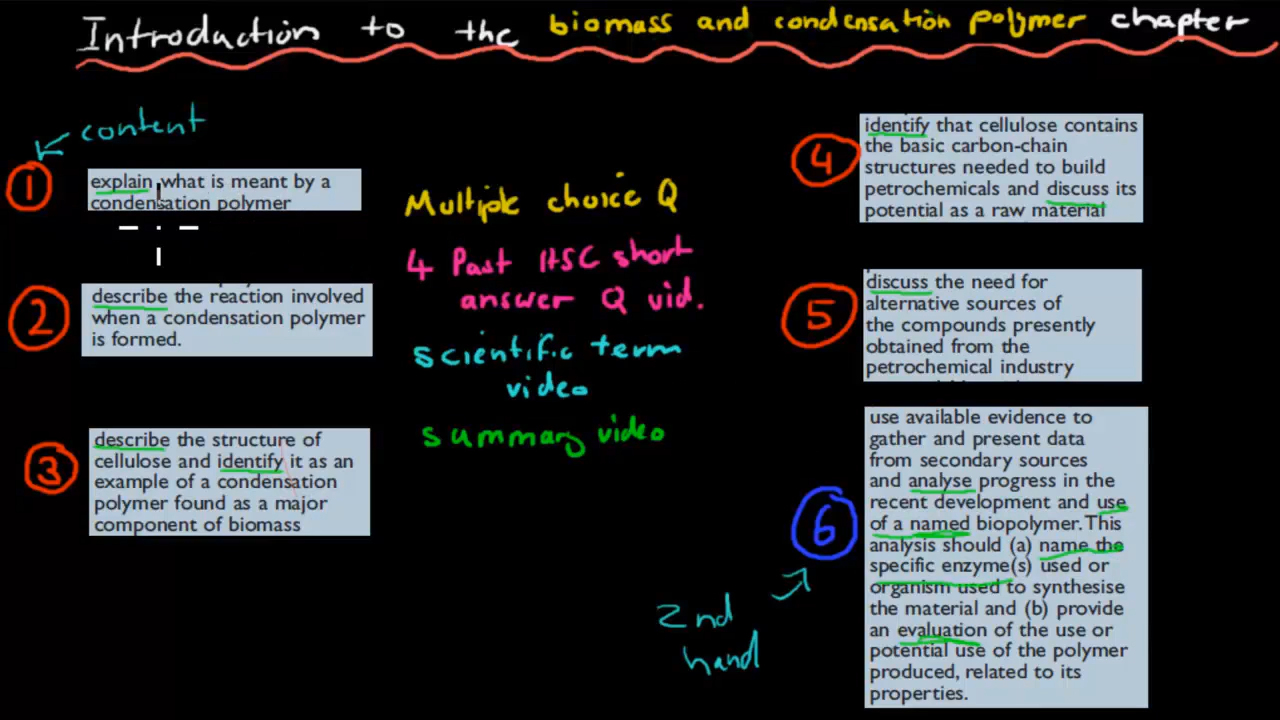 Introduction to the biomass and condensation polymer chapter
content
1
explain what is meant by a
condensation polymer
2
describe the reaction involved
when a condensation polymer
is formed.
3
describe the structure of
cellulose and identify it as an
example of a condensation
polymer found as a major
component of biomass
Multiple choice Q
4 Past HSC short
answer Q vid.
scientific term
video
summary video
4
identify that cellulose contains
the basic carbon-chain
structures needed to build
petrochemicals and discuss its
potential as a raw material
5
discuss the need for
alternative sources of
the compounds presently
obtained from the
petrochemical industry
6
use available evidence to
gather and present data
from secondary sources
and analyse progress in the
recent development and use
of a named biopolymer. This
analysis should (a) name the
specific enzyme(s) used or
organism used to synthesise
the material and (b) provide
an evaluation of the use or
potential use of the polymer
produced, related to its
properties.
2nd
hand